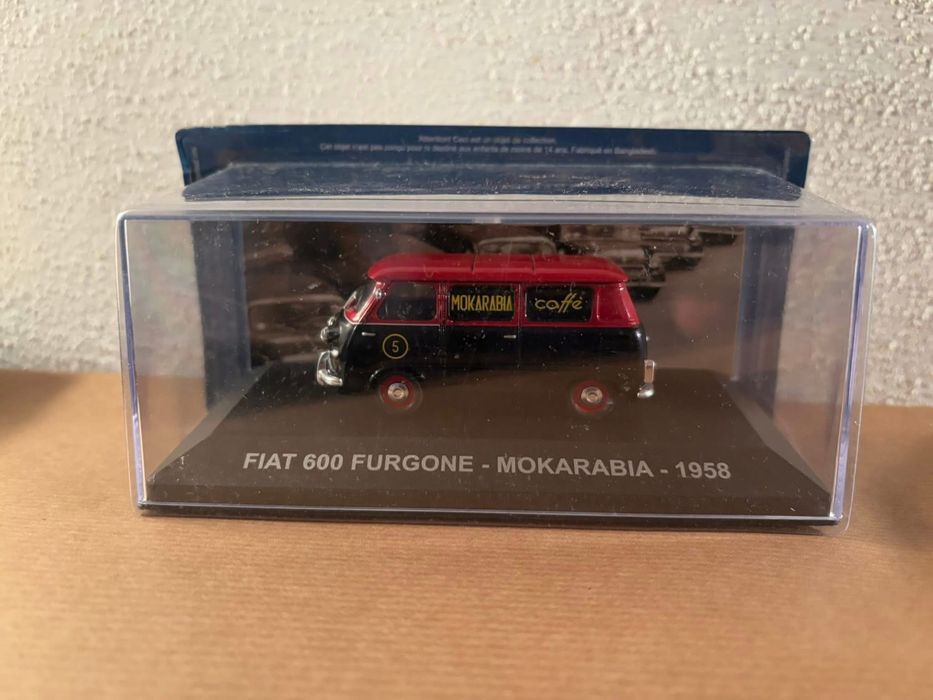 Attention! Ceci est un objet de collection.
Cet objet n'est pas conçu pour ni destiné aux enfants de moins de 14 ans. Fabriqué en Bangladesh.
MOKARABIA
caffè
5
FIAT 600 FURGONE - MOKARABIA - 1958